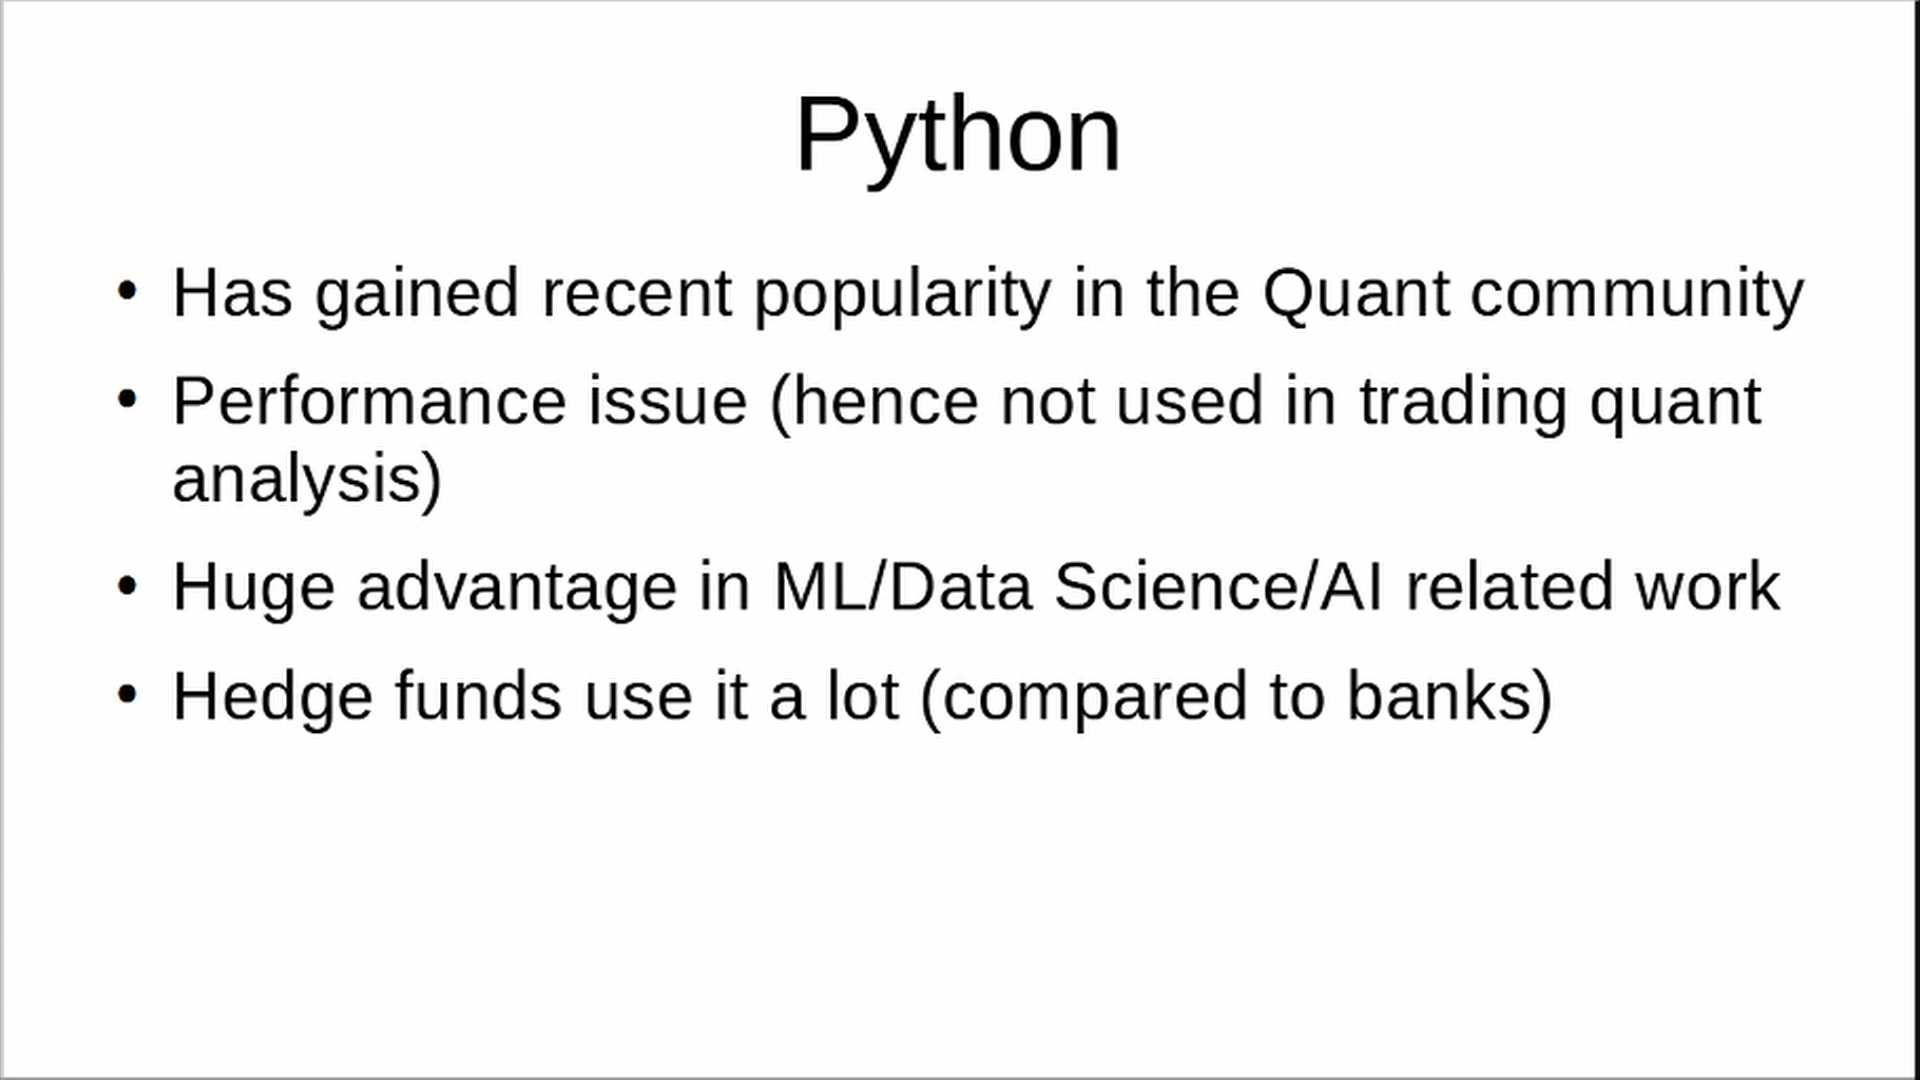 Python
• Has gained recent popularity in the Quant community
• Performance issue (hence not used in trading quant
analysis)
• Huge advantage in ML/Data Science/AI related work
• Hedge funds use it a lot (compared to banks)